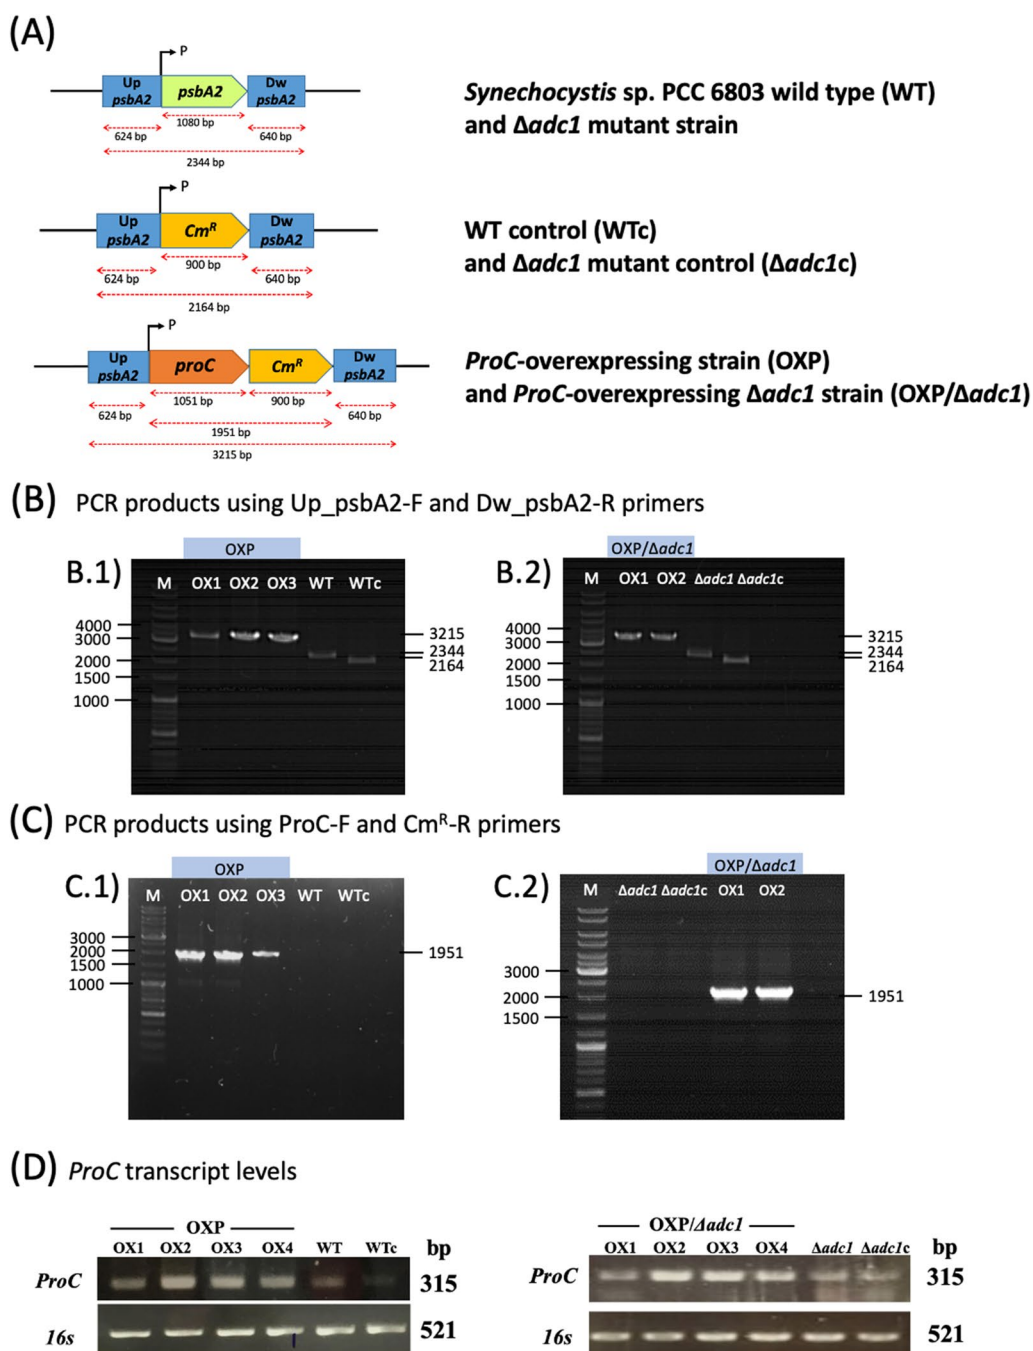 (A)
P
Up
psbA2
psbA2
Dw
psbA2
1080 bp
624 bp
640 bp
2344 bp
Synechocystis sp. PCC 6803 wild type (WT)
and Δadc1 mutant strain
P
Up
psbA2
CmR
Dw
psbA2
900 bp
624 bp
640 bp
2164 bp
WT control (WTc)
and Δadc1 mutant control (Δadc1c)
P
Up
psbA2
proC
CmR
Dw
psbA2
1051 bp
900 bp
624 bp
640 bp
1951 bp
3215 bp
ProC-overexpressing strain (OXP)
and ProC-overexpressing Δadc1 strain (OXP/Δadc1)
(B) PCR products using Up_psbA2-F and Dw_psbA2-R primers
B.1)
OXP
M OX1 OX2 OX3 WT WTc
4000
3000
2000
1500
1000
3215
2344
2164
B.2)
OXP/Δadc1
M OX1 OX2 Δadc1 Δadc1c
4000
3000
2000
1500
1000
3215
2344
2164
(C) PCR products using ProC-F and CmR-R primers
C.1)
OXP
M OX1 OX2 OX3 WT WTc
3000
2000
1500
1000
1951
C.2)
OXP/Δadc1
M Δadc1 Δadc1c OX1 OX2
3000
2000
1500
1951
(D) ProC transcript levels
OXP
OX1 OX2 OX3 OX4 WT WTc bp
ProC 315
16s 521
OXP/Δadc1
OX1 OX2 OX3 OX4 Δadc1 Δadc1c bp
ProC 315
16s 521